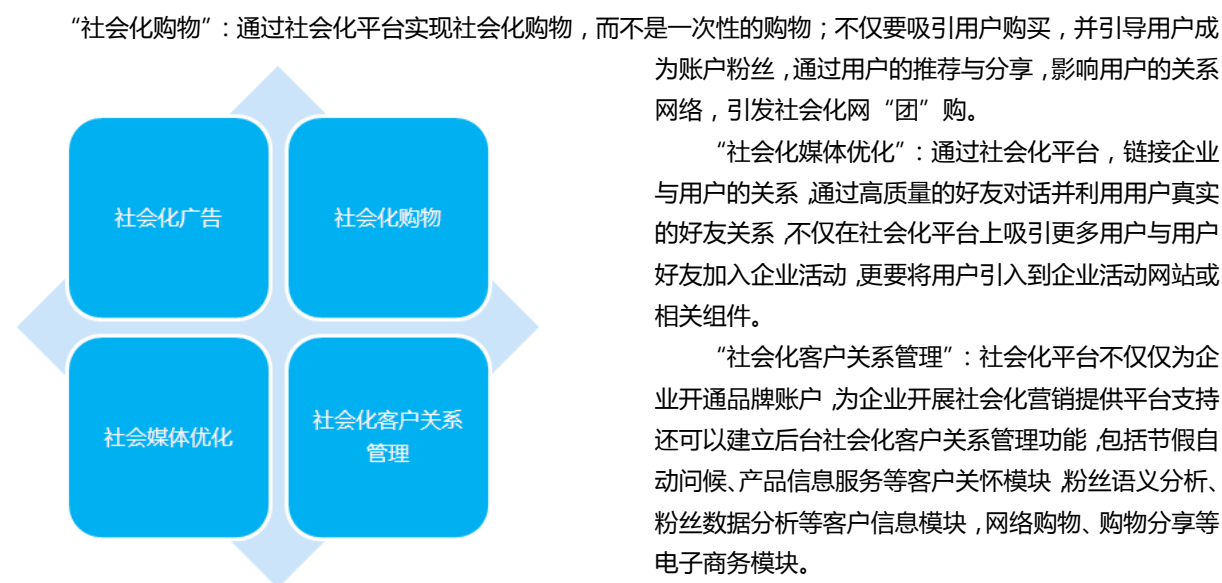 “社会化购物”：通过社会化平台实现社会化购物，而不是一次性的购物；不仅要吸引用户购买，并引导用户成
为账户粉丝，通过用户的推荐与分享，影响用户的关系
网络，引发社会化网“团”购。
“社会化媒体优化”：通过社会化平台，链接企业
与用户的关系，通过高质量的好友对话并利用用户真实
的好友关系，不仅在社会化平台上吸引更多用户与用户
好友加入企业活动，更要将用户引入到企业活动网站或
相关组件。
“社会化客户关系管理”：社会化平台不仅仅为企
业开通品牌账户，为企业开展社会化营销提供平台支持
还可以建立后台社会化客户关系管理功能，包括节假自
动问候、产品信息服务等客户关怀模块，粉丝语义分析、
粉丝数据分析等客户信息模块，网络购物、购物分享等
电子商务模块。
社会化广告
社会化购物
社会媒体优化
社会化客户关系
管理